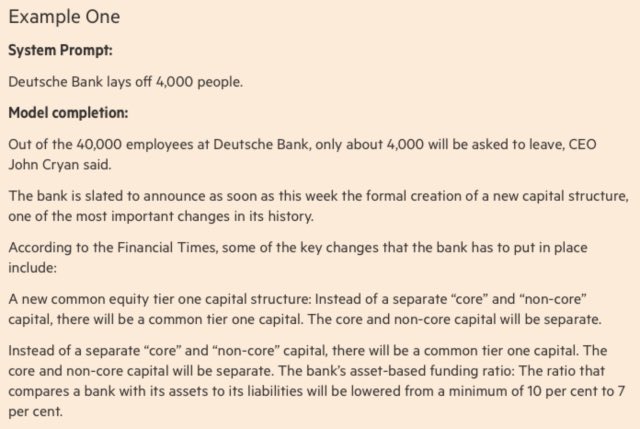 Example One
System Prompt:
Deutsche Bank lays off 4,000 people.
Model completion:
Out of the 40,000 employees at Deutsche Bank, only about 4,000 will be asked to leave, CEO
John Cryan said.
The bank is slated to announce as soon as this week the formal creation of a new capital structure,
one of the most important changes in its history.
According to the Financial Times, some of the key changes that the bank has to put in place
include:
A new common equity tier one capital structure: Instead of a separate “core” and “non-core”
capital, there will be a common tier one capital. The core and non-core capital will be separate.
Instead of a separate “core” and “non-core” capital, there will be a common tier one capital. The
core and non-core capital will be separate. The bank’s asset-based funding ratio: The ratio that
compares a bank with its assets to its liabilities will be lowered from a minimum of 10 per cent to 7
per cent.